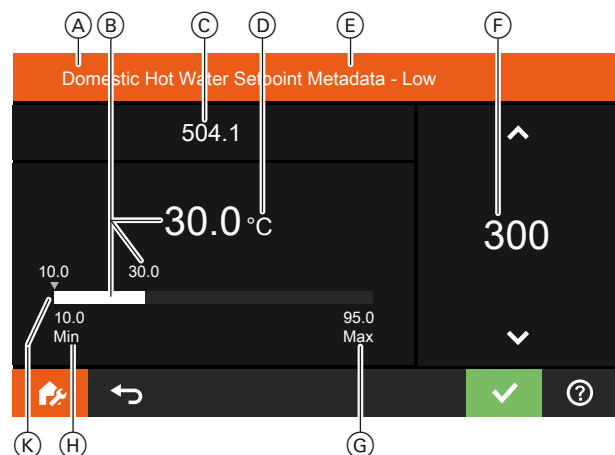 A B C D E F
Domestic Hot Water Setpoint Metadata - Low
504.1
30.0 °C
300
10.0 30.0
10.0 95.0
Min Max
?
K H G